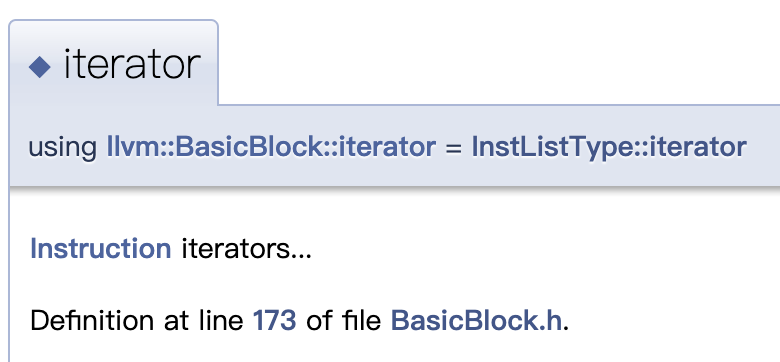 ◆ iterator
using llvm::BasicBlock::iterator = InstListType::iterator
Instruction iterators...
Definition at line 173 of file BasicBlock.h.